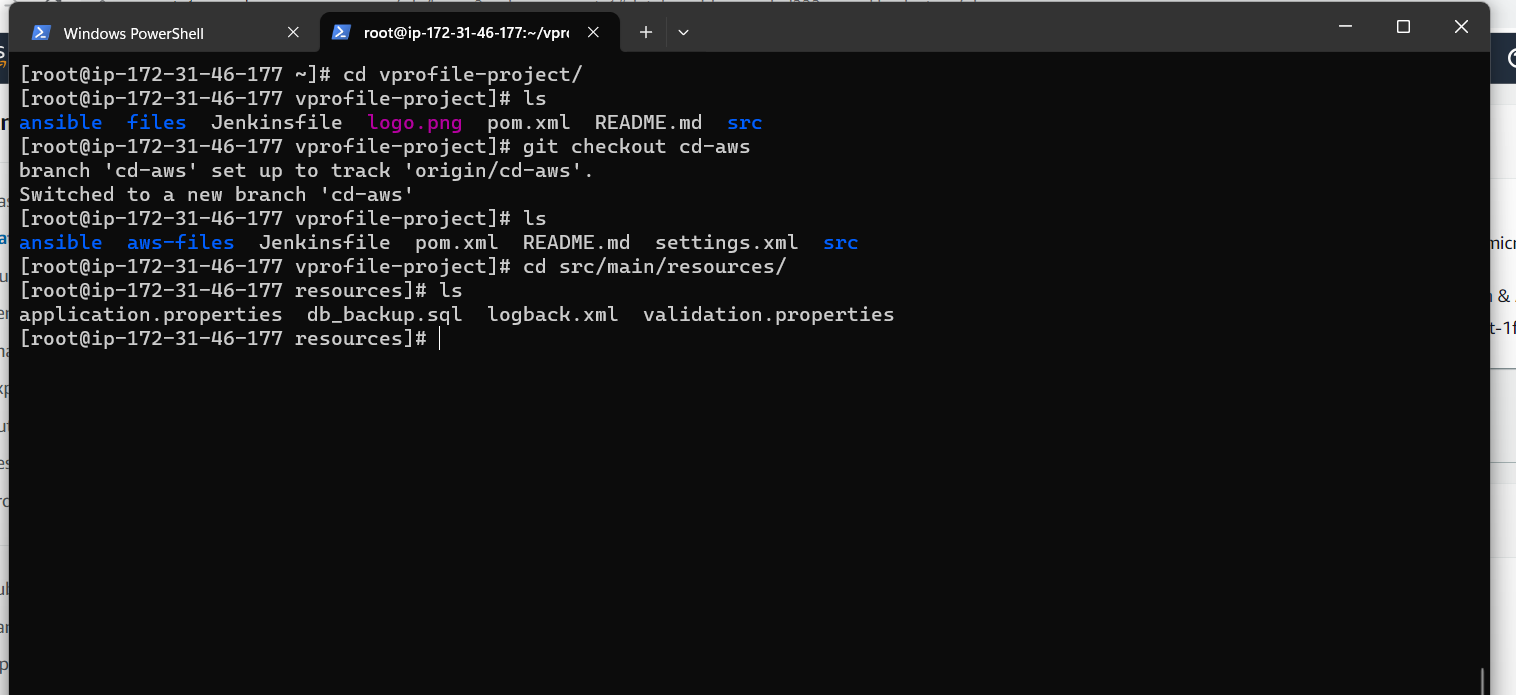 Windows PowerShell
root@ip-172-31-46-177:~/vpr
[root@ip-172-31-46-177 ~]# cd vprofile-project/
[root@ip-172-31-46-177 vprofile-project]# ls
ansible  files  Jenkinsfile  logo.png  pom.xml  README.md  src
[root@ip-172-31-46-177 vprofile-project]# git checkout cd-aws
branch 'cd-aws' set up to track 'origin/cd-aws'.
Switched to a new branch 'cd-aws'
[root@ip-172-31-46-177 vprofile-project]# ls
ansible  aws-files  Jenkinsfile  pom.xml  README.md  settings.xml  src
[root@ip-172-31-46-177 vprofile-project]# cd src/main/resources/
[root@ip-172-31-46-177 resources]# ls
application.properties  db_backup.sql  logback.xml  validation.properties
[root@ip-172-31-46-177 resources]#